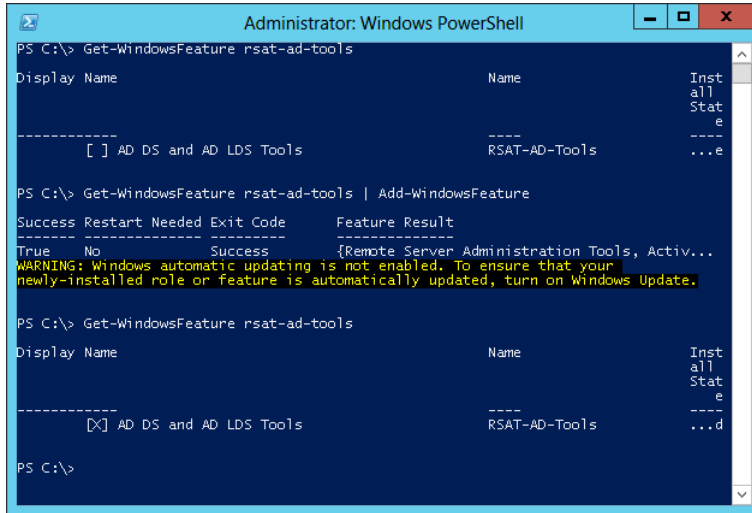 Administrator: Windows PowerShell
PS C:\> Get-WindowsFeature rsat-ad-tools
Display Name Name Inst
all
Stat
e
------------ ---- ----
[ ] AD DS and AD LDS Tools RSAT-AD-Tools ...e
PS C:\> Get-WindowsFeature rsat-ad-tools | Add-WindowsFeature
Success Restart Needed Exit Code Feature Result
------- -------------- --------- --------------
True No Success {Remote Server Administration Tools, Activ...
WARNING: Windows automatic updating is not enabled. To ensure that your
newly-installed role or feature is automatically updated, turn on Windows Update.
PS C:\> Get-WindowsFeature rsat-ad-tools
Display Name Name Inst
all
Stat
e
------------ ---- ----
[X] AD DS and AD LDS Tools RSAT-AD-Tools ...d
PS C:\>